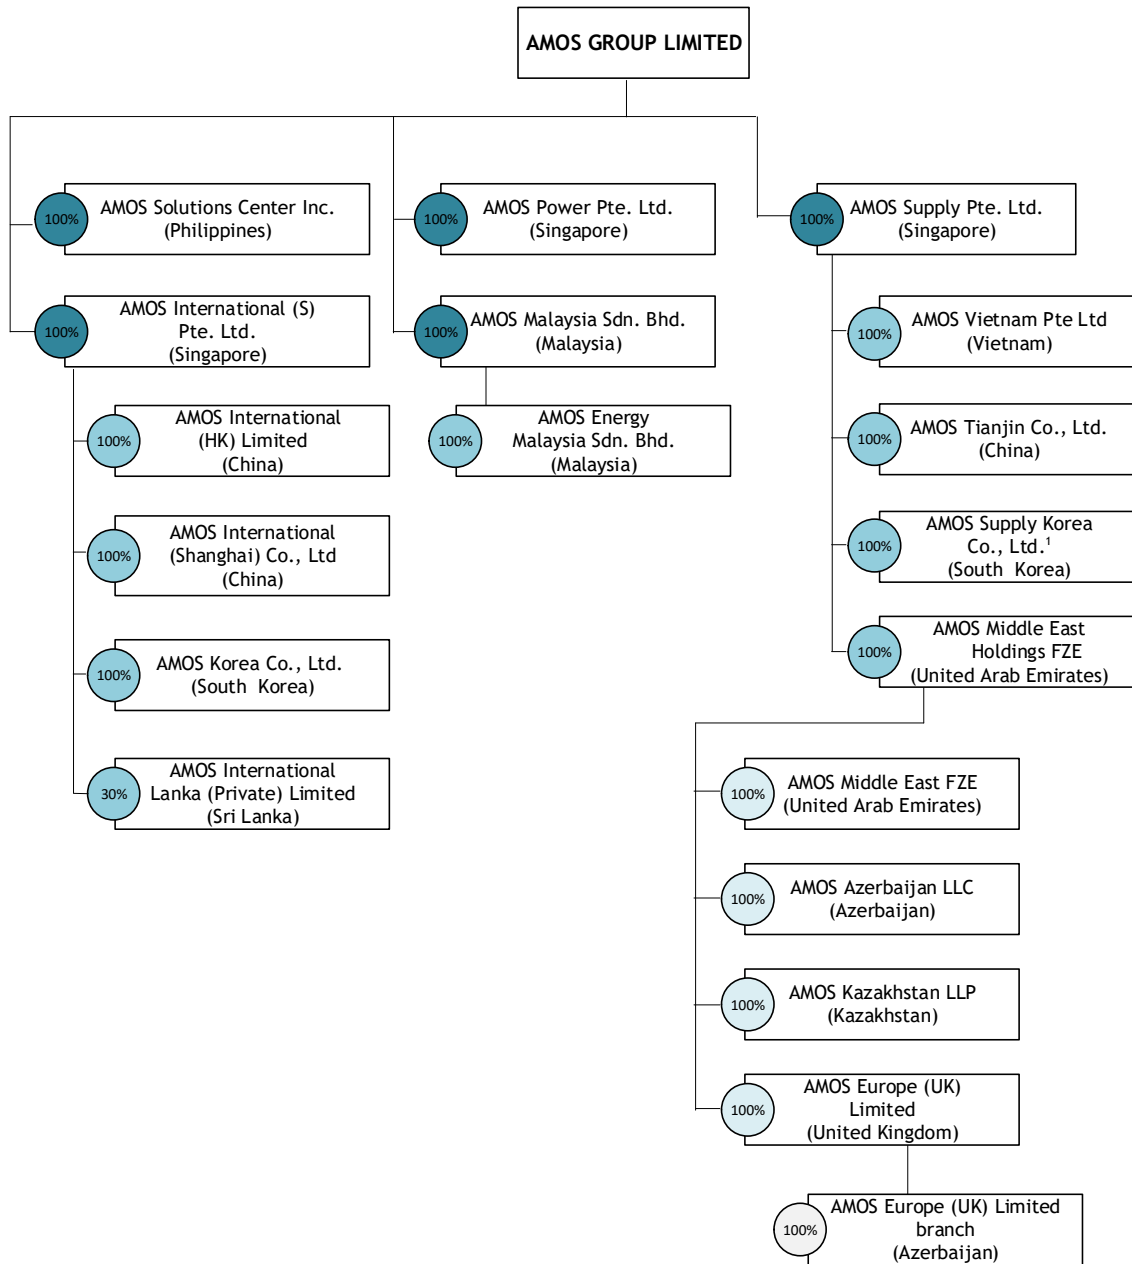 AMOS GROUP LIMITED
100%
AMOS Solutions Center Inc.
(Philippines)
100%
AMOS International (S)
Pte. Ltd.
(Singapore)
100%
AMOS International
(HK) Limited
(China)
100%
AMOS International
(Shanghai) Co., Ltd
(China)
100%
AMOS Korea Co., Ltd.
(South Korea)
30%
AMOS International
Lanka (Private) Limited
(Sri Lanka)
100%
AMOS Power Pte. Ltd.
(Singapore)
100%
AMOS Malaysia Sdn. Bhd.
(Malaysia)
100%
AMOS Energy
Malaysia Sdn. Bhd.
(Malaysia)
100%
AMOS Supply Pte. Ltd.
(Singapore)
100%
AMOS Vietnam Pte Ltd
(Vietnam)
100%
AMOS Tianjin Co., Ltd.
(China)
100%
AMOS Supply Korea
Co., Ltd.¹
(South Korea)
100%
AMOS Middle East
Holdings FZE
(United Arab Emirates)
100%
AMOS Middle East FZE
(United Arab Emirates)
100%
AMOS Azerbaijan LLC
(Azerbaijan)
100%
AMOS Kazakhstan LLP
(Kazakhstan)
100%
AMOS Europe (UK)
Limited
(United Kingdom)
100%
AMOS Europe (UK) Limited
branch
(Azerbaijan)